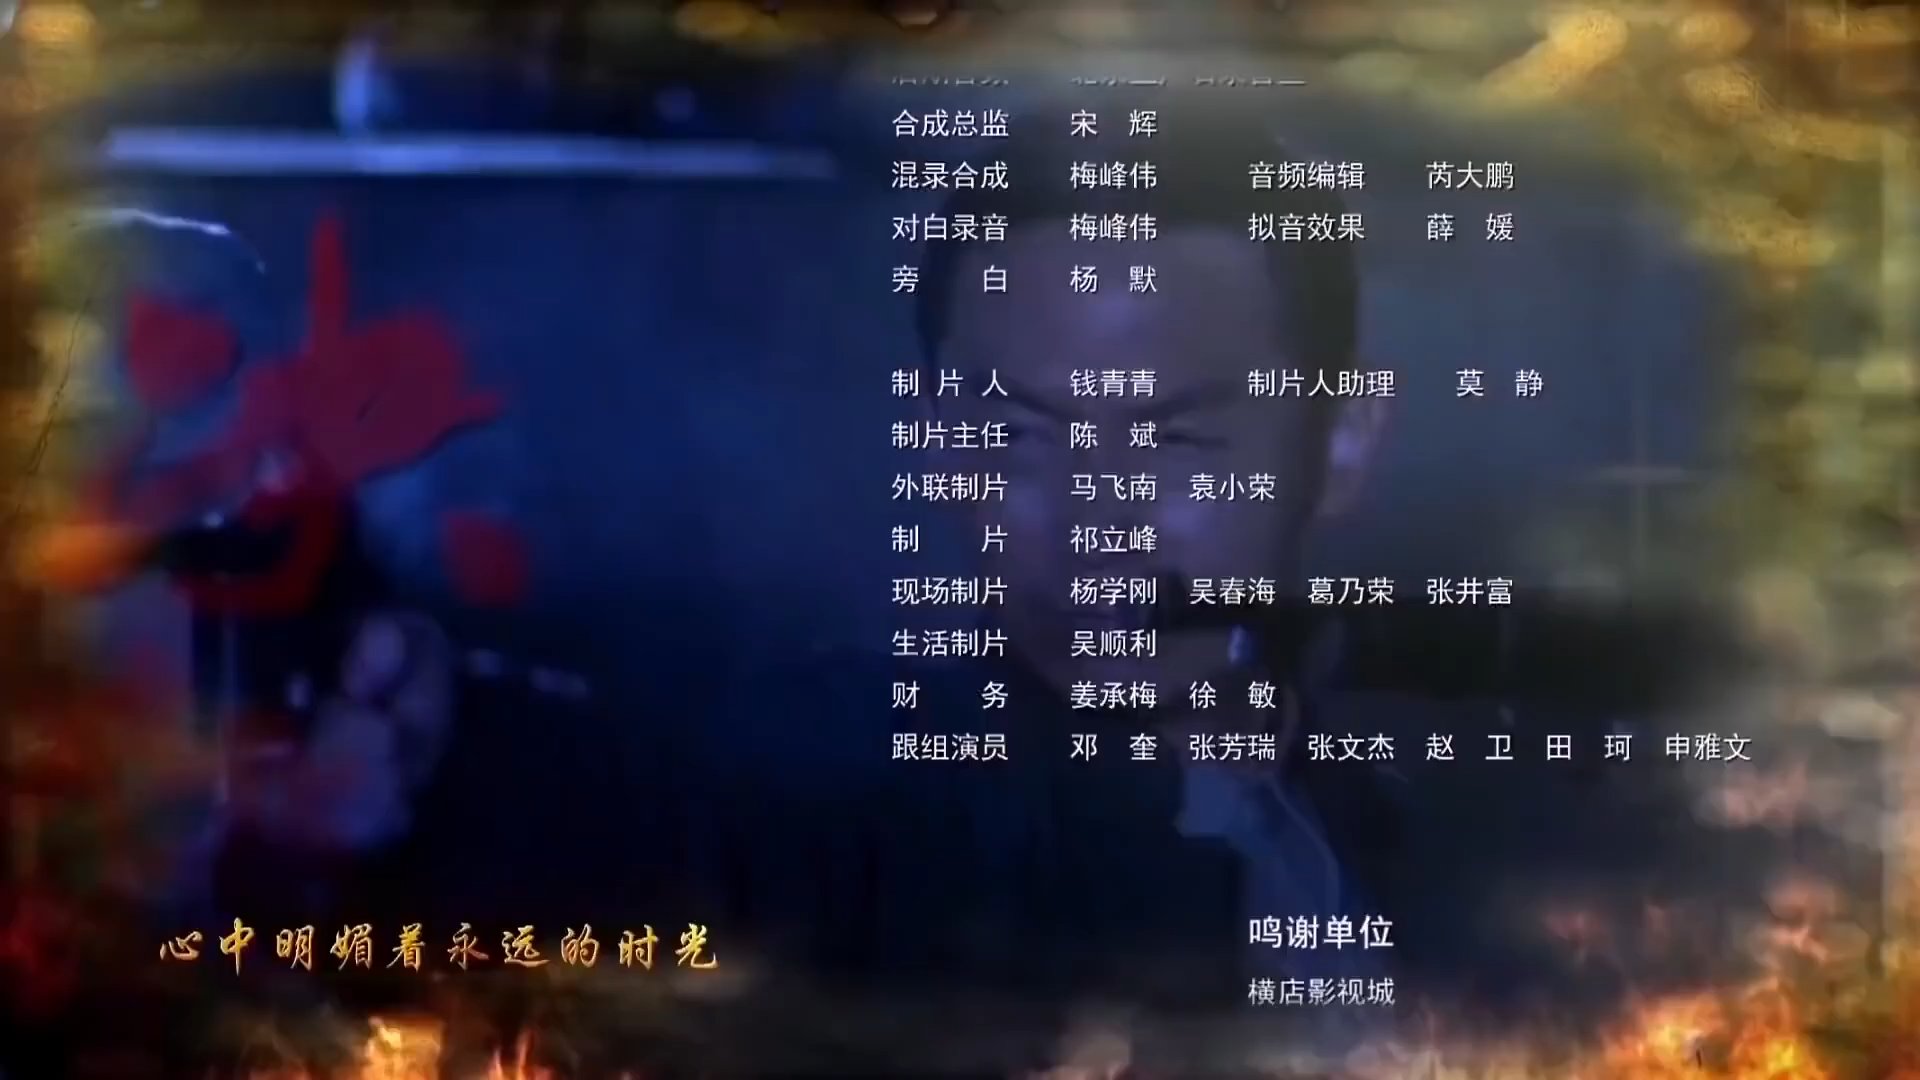 合成总监 宋 辉
混录合成 梅峰伟 音频编辑 芮大鹏
对白录音 梅峰伟 拟音效果 薛 媛
旁 白 杨 默
制 片 人 钱青青 制片人助理 莫 静
制片主任 陈 斌
外联制片 马飞南 袁小荣
制 片 祁立峰
现场制片 杨学刚 吴春海 葛乃荣 张井富
生活制片 吴顺利
财 务 姜承梅 徐 敏
跟组演员 邓 奎 张芳瑞 张文杰 赵 卫 田 珂 申雅文
心中明媚着永远的时光
鸣谢单位
横店影视城